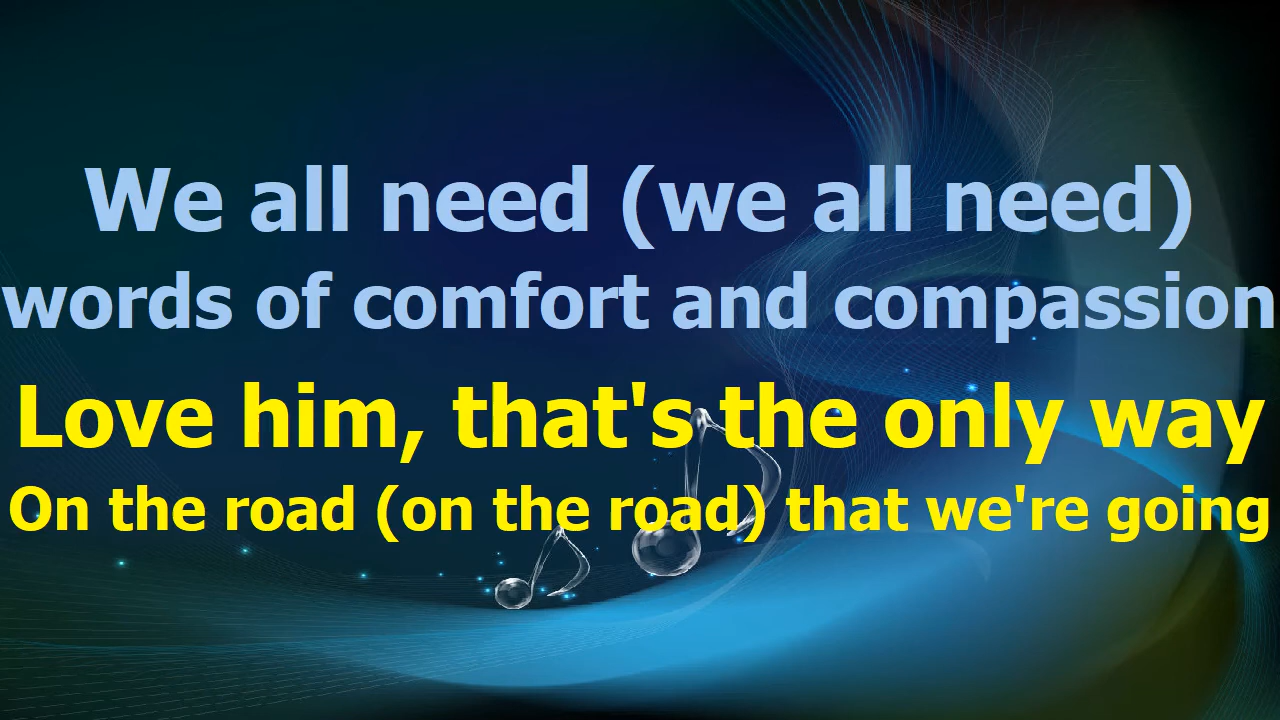 We all need (we all need)
words of comfort and compassion
Love him, that's the only way
On the road (on the road) that we're going